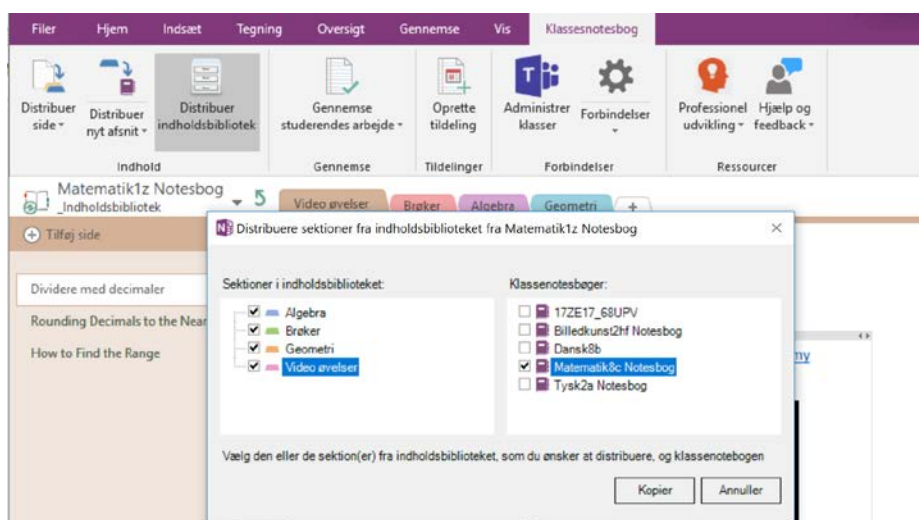 Filer Hjem Indsæt Tegning Oversigt Gennemse Vis Klassesnotesbog
Distribuer side
Distribuer nyt afsnit
Distribuer indholdsbibliotek
Gennemse studerendes arbejde
Oprette tildeling
Administrer klasser
Forbindelser
Professionel udvikling
Hjælp og feedback
Indhold Gennemse Tildelinger Forbindelser Ressourcer
Matematik1z Notesbog
_Indholdsbibliotek
Video øvelser Brøker Algebra Geometri +
Tilføj side
Dividere med decimaler
Rounding Decimals to the Near
How to Find the Range
Distribuere sektioner fra indholdsbiblioteket fra Matematik1z Notesbog
Sektioner i indholdsbiblioteket:
Algebra
Brøker
Geometri
Video øvelser
Klassenotesbøger:
17ZE17_68UPV
Billedkunst2hf Notesbog
Dansk8b
Matematik8c Notesbog
Tysk2a Notesbog
my
Vælg den eller de sektion(er) fra indholdsbiblioteket, som du ønsker at distribuere, og klassenotebogen
Kopier Annuller